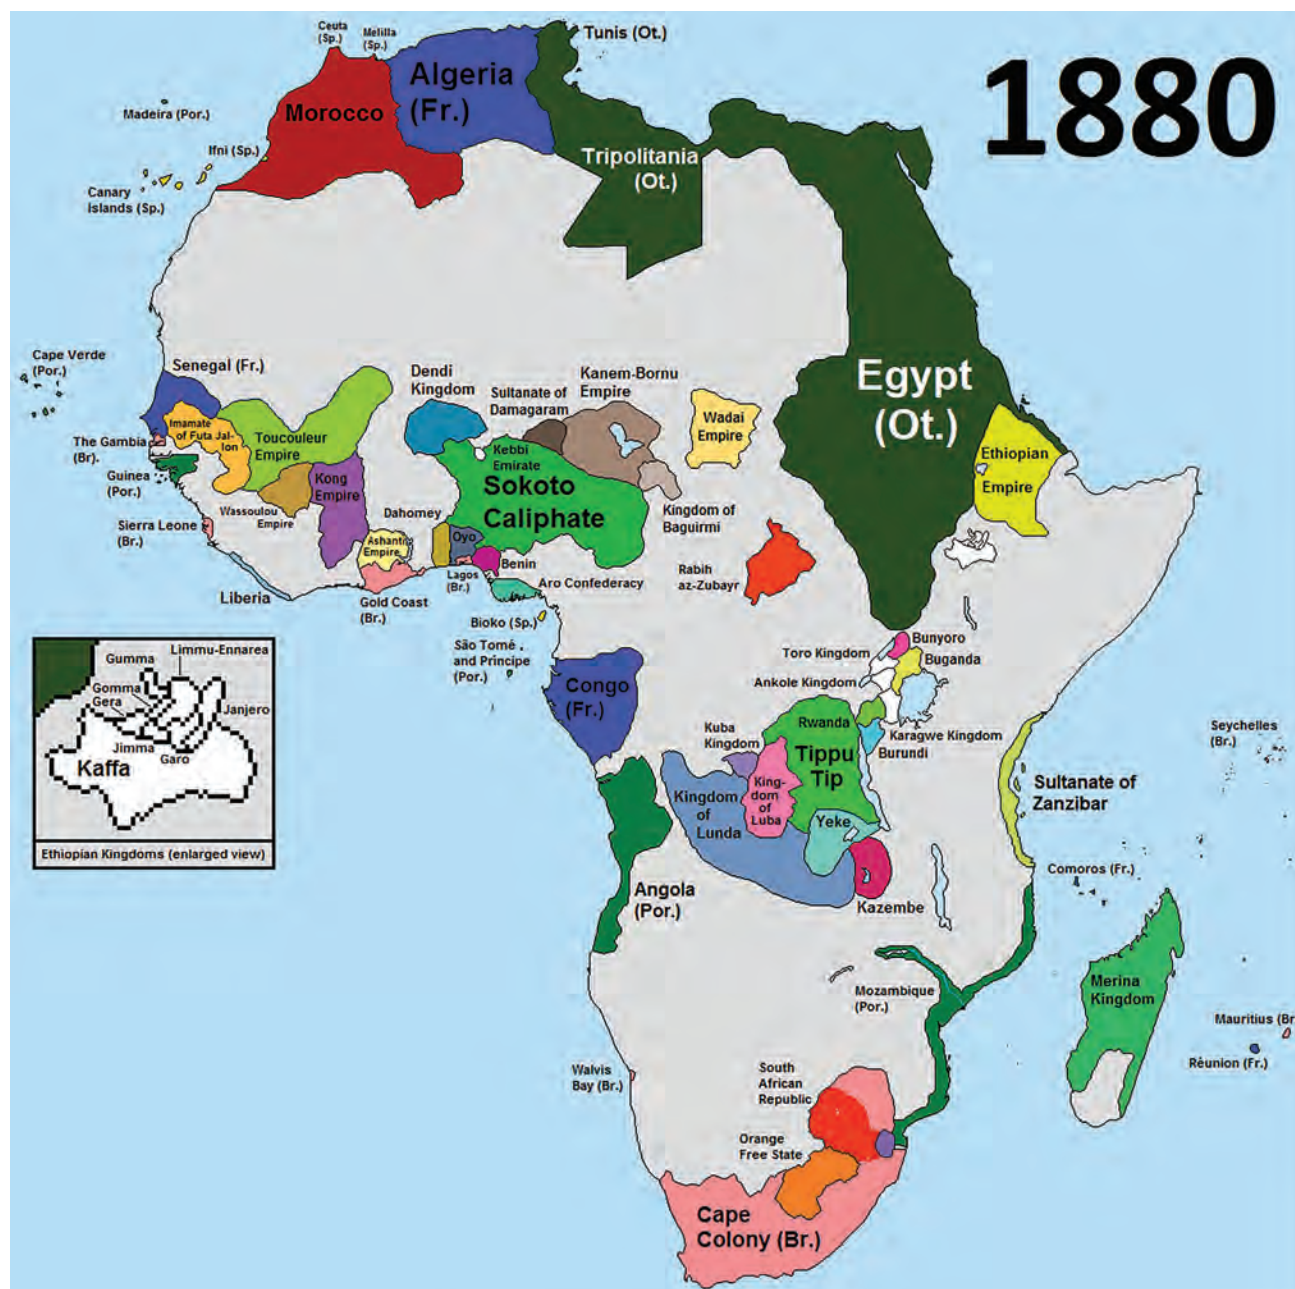 1880
Ceuta
(Sp.)
Melilla
(Sp.)
Tunis (Ot.)
Algeria
(Fr.)
Morocco
Madeira (Por.)
Ifni (Sp.)
Canary
Islands (Sp.)
Tripolitania
(Ot.)
Egypt
(Ot.)
Cape Verde
(Por.)
Senegal (Fr.)
Imamate
of Futa Jal-
lon
The Gambia
(Br).
Guinea
(Por.)
Toucouleur
Empire
Wassoulou
Empire
Kong
Empire
Sierra Leone
(Br.)
Liberia
Dendi
Kingdom
Sultanate of
Damagaram
Kanem-Bornu
Empire
Wadai
Empire
Kebbi
Emirate
Sokoto
Caliphate
Kingdom of
Baguirmi
Dahomey
Ashanti
Empire
Oyo
Benin
Lagos
(Br.)
Gold Coast
(Br.)
Aro Confederacy
Bioko (Sp.)
São Tomé
and Príncipe
(Por.)
Rabih
az-Zubayr
Ethiopian
Empire
Limmu-Ennarea
Gumma
Gomma
Gera
Janjero
Jimma
Garo
Kaffa
Ethiopian Kingdoms (enlarged view)
Congo
(Fr.)
Bunyoro
Toro Kingdom
Buganda
Ankole Kingdom
Rwanda
Karagwe Kingdom
Burundi
Kuba
Kingdom
Tippu
Tip
King-
dom
of
Luba
Kingdom
of
Lunda
Yeke
Kazembe
Sultanate of
Zanzibar
Seychelles
(Br.)
Comoros (Fr.)
Angola
(Por.)
Merina
Kingdom
Mozambique
(Por.)
Mauritius (Br
Réunion (Fr.)
Walvis
Bay (Br.)
South
African
Republic
Orange
Free State
Cape
Colony (Br.)